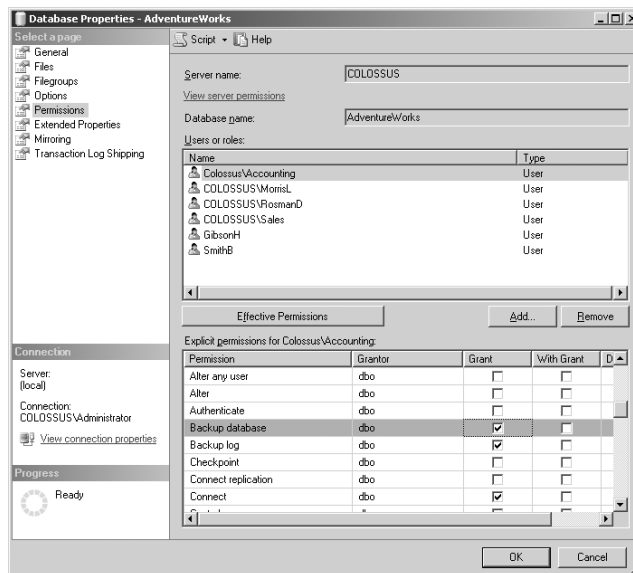 Database Properties - AdventureWorks
Select a page
General
Files
Filegroups
Options
Permissions
Extended Properties
Mirroring
Transaction Log Shipping
Connection
Server:
(local)
Connection:
COLOSSUS\Administrator
View connection properties
Progress
Ready
Script Help
Server name: COLOSSUS
View server permissions
Database name: AdventureWorks
Users or roles:
Name Type
Colossus\Accounting User
COLOSSUS\MorrisL User
COLOSSUS\RosmanD User
COLOSSUS\Sales User
GibsonH User
SmithB User
Effective Permissions Add... Remove
Explicit permissions for Colossus\Accounting:
Permission Grantor Grant With Grant D
Alter any user dbo
Alter dbo
Authenticate dbo
Backup database dbo
Backup log dbo
Checkpoint dbo
Connect replication dbo
Connect dbo
OK Cancel